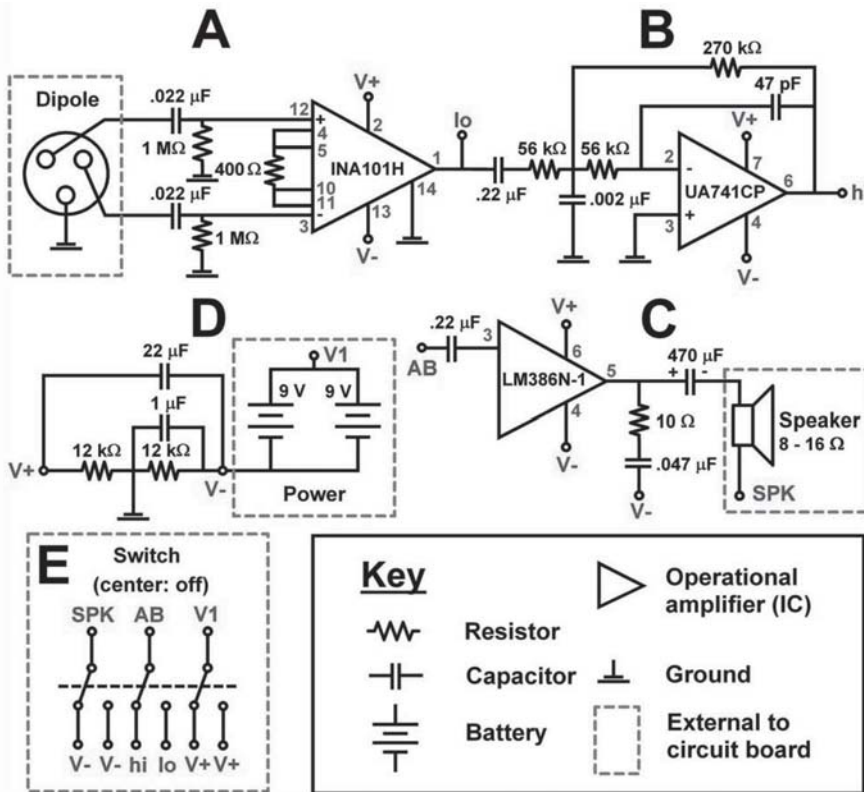 A
B
Dipole
.022 µF
1 MΩ
.022 µF
1 MΩ
400 Ω
12
+
4
5
10
11
-
3
INA101H
V+
2
1
14
13
V-
lo
.22 µF
56 kΩ
56 kΩ
.002 µF
270 kΩ
47 pF
V+
7
2
-
UA741CP
6
+
3
4
V-
h
D
22 µF
1 µF
12 kΩ
12 kΩ
V+
V-
V1
9 V
9 V
Power
C
.22 µF
3
AB
V+
6
LM386N-1
5
4
V-
470 µF
+ -
10 Ω
.047 µF
V-
Speaker
8 - 16 Ω
SPK
E
Switch
(center: off)
SPK AB V1
V- V- hi lo V+ V+
Key
Resistor
Capacitor
Battery
Operational
amplifier (IC)
Ground
External to
circuit board